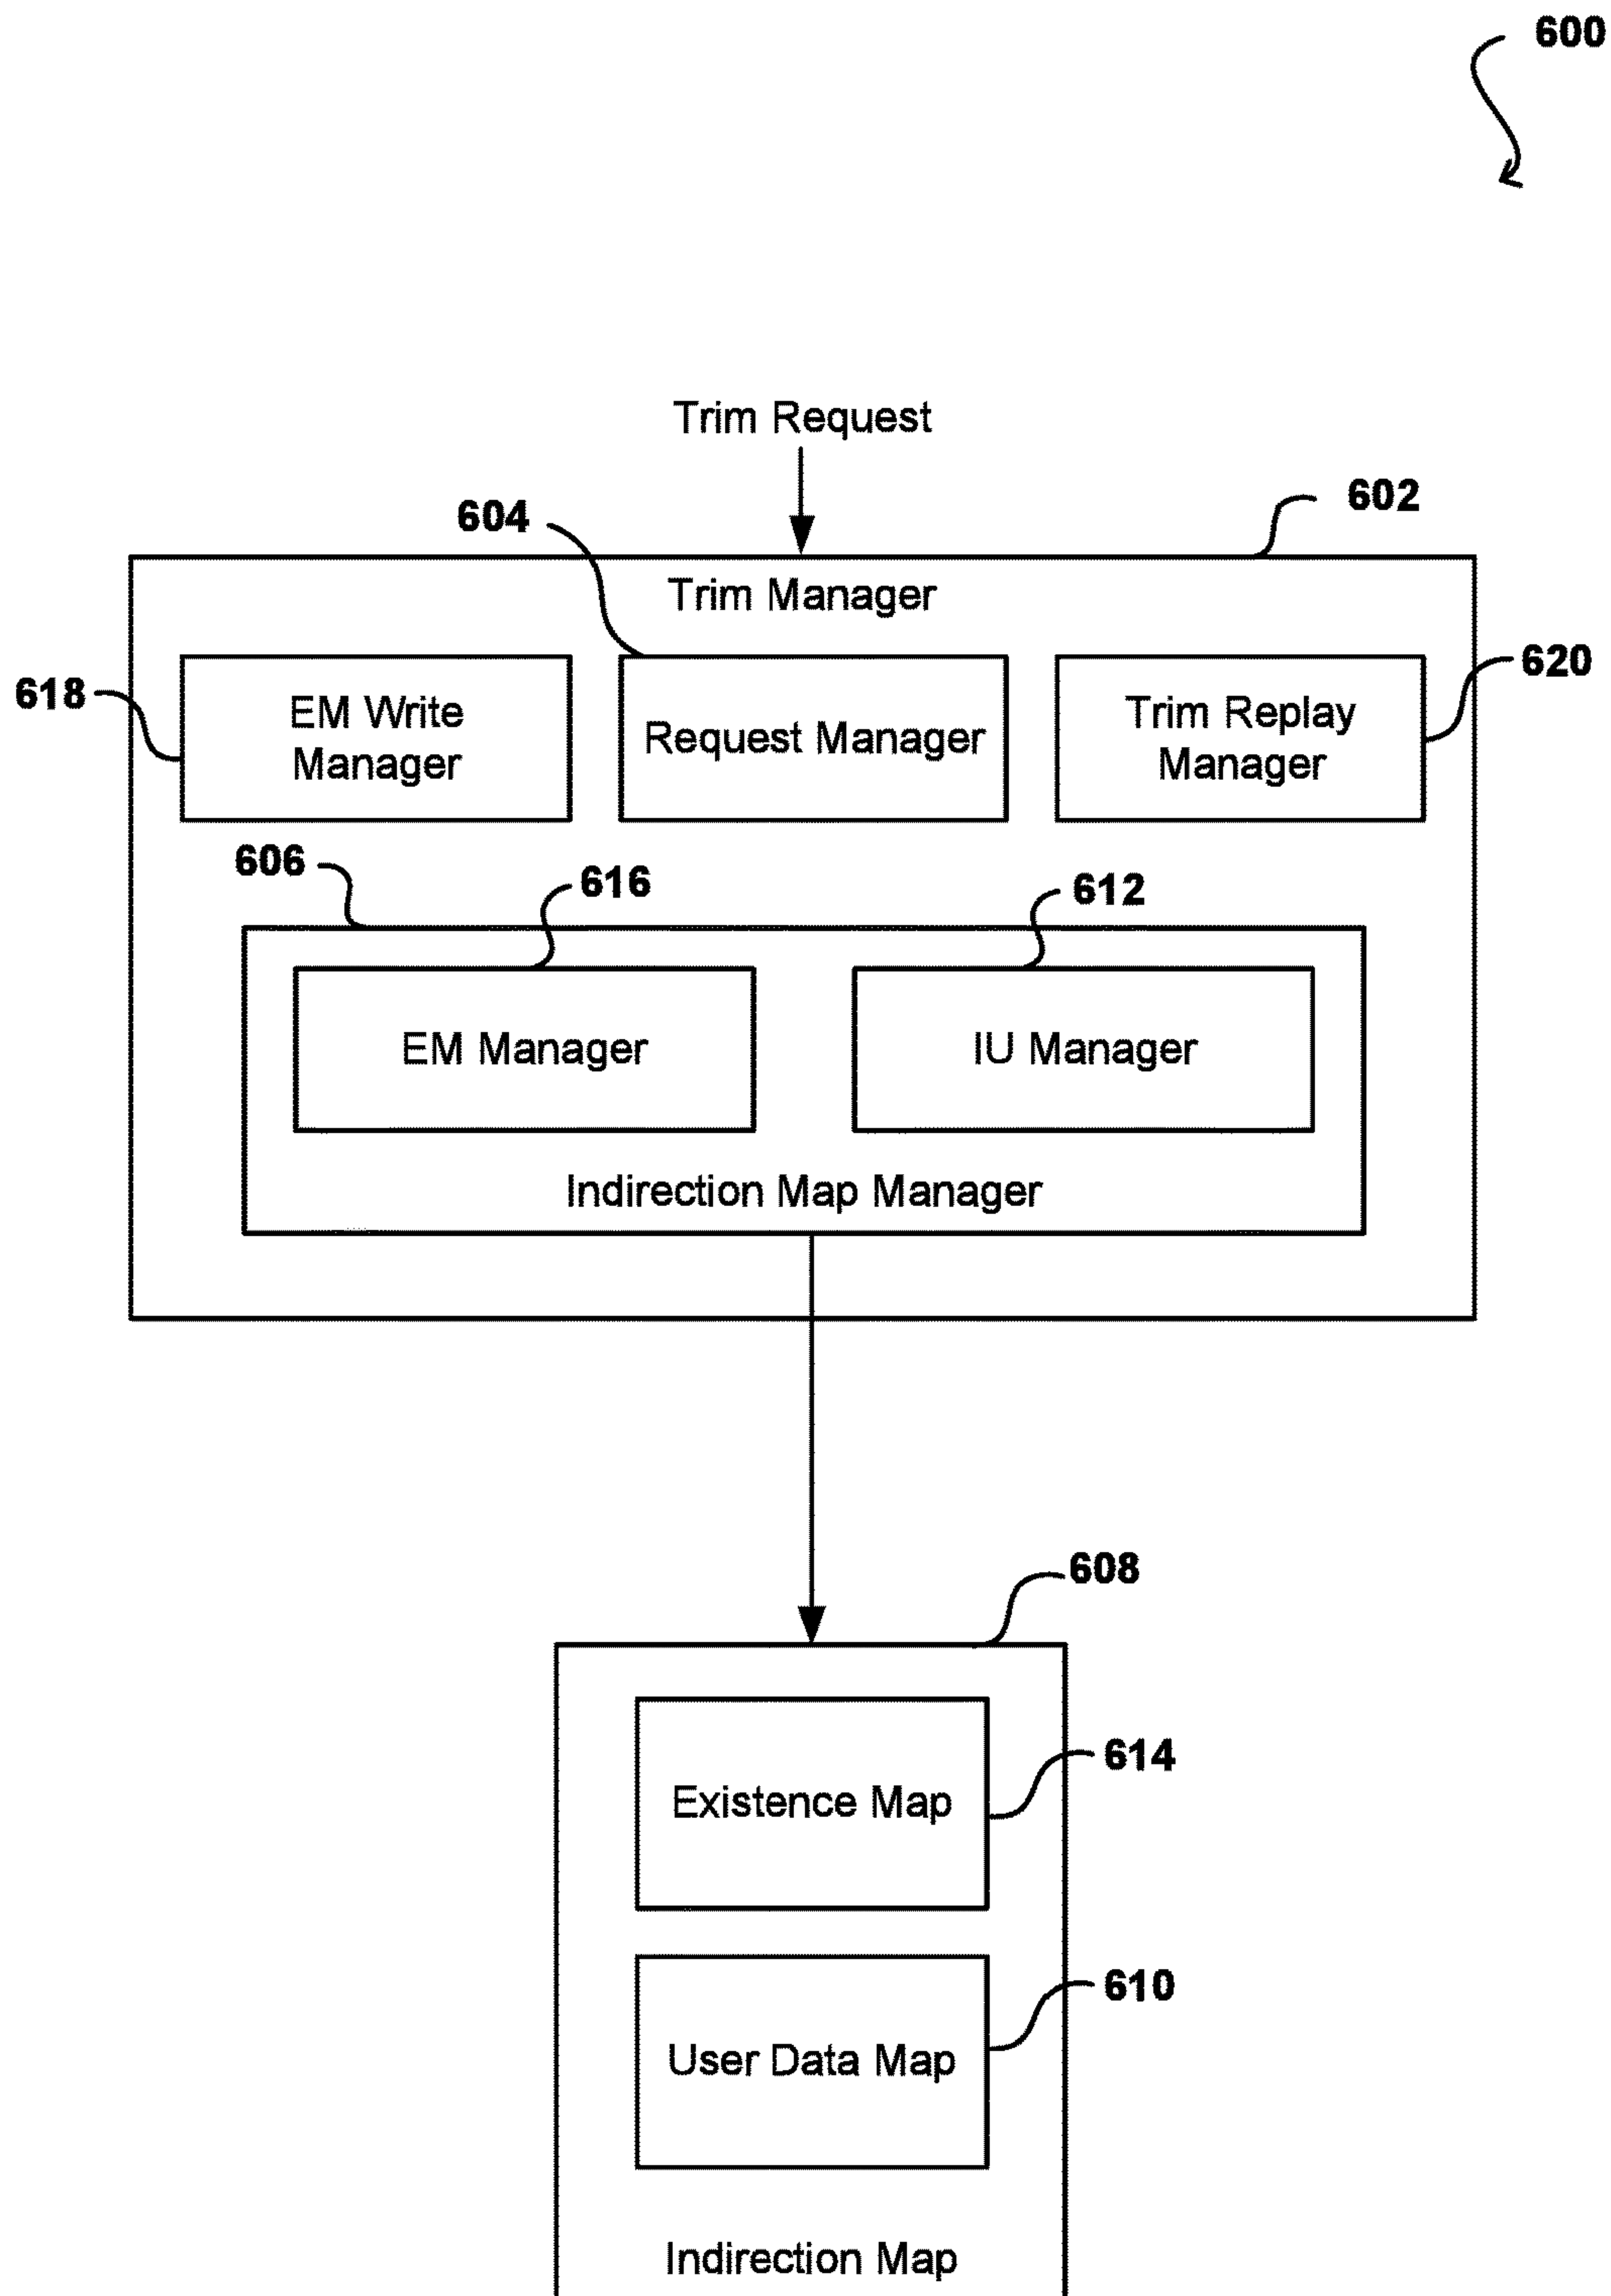 600
Trim Request
604
602
Trim Manager
618
EM Write
Manager
Request Manager
Trim Replay
Manager
620
606
616
612
EM Manager
IU Manager
Indirection Map Manager
608
Existence Map
614
User Data Map
610
Indirection Map